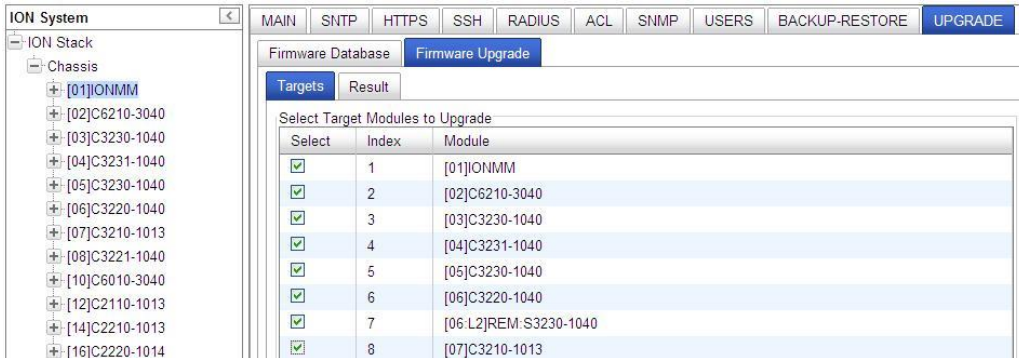 ION System
<
ION Stack
Chassis
[01]IONMM
[02]C6210-3040
[03]C3230-1040
[04]C3231-1040
[05]C3230-1040
[06]C3220-1040
[07]C3210-1013
[08]C3221-1040
[10]C6010-3040
[12]C2110-1013
[14]C2210-1013
[16]C2220-1014
MAIN SNTP HTTPS SSH RADIUS ACL SNMP USERS BACKUP-RESTORE UPGRADE
Firmware Database Firmware Upgrade
Targets Result
Select Target Modules to Upgrade
Select Index Module
1 [01]IONMM
2 [02]C6210-3040
3 [03]C3230-1040
4 [04]C3231-1040
5 [05]C3230-1040
6 [06]C3220-1040
7 [06:L2]REM:S3230-1040
8 [07]C3210-1013